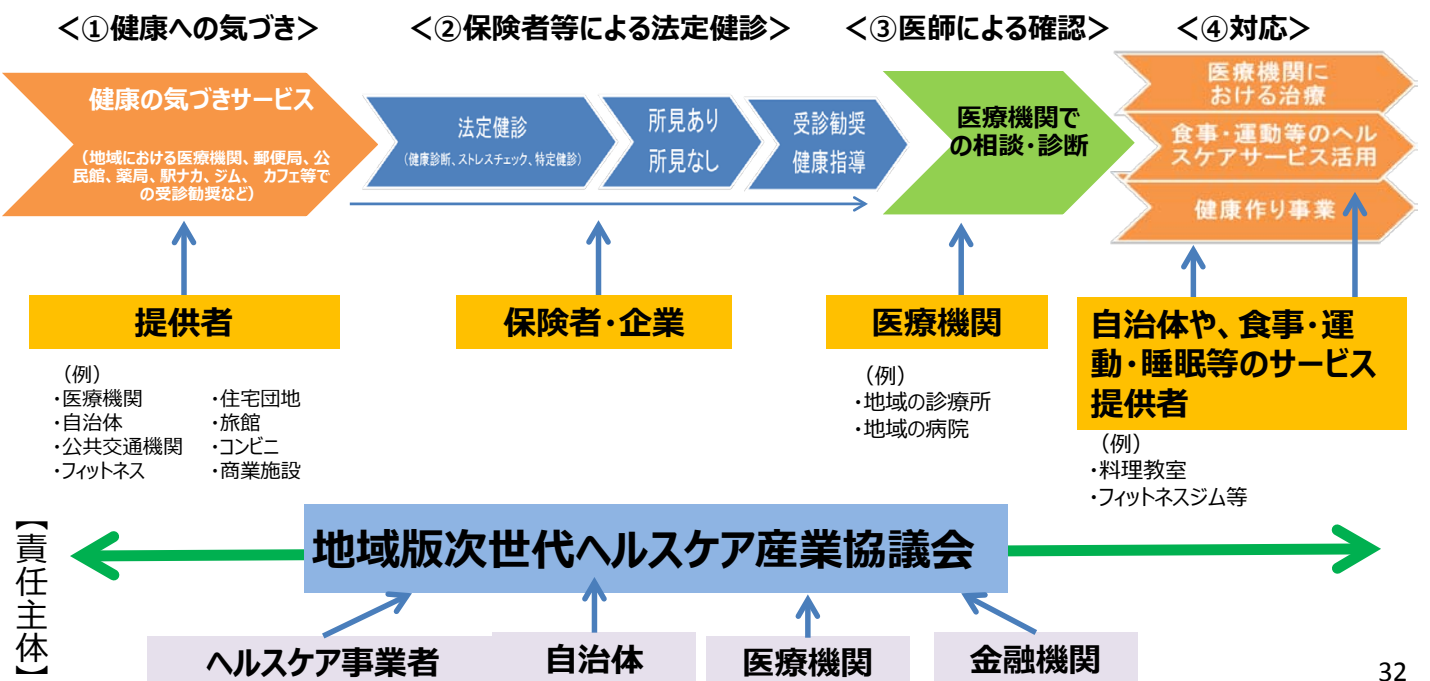 <①健康への気づき>
<②保険者等による法定健診>
<③医師による確認>
<④対応>
健康の気づきサービス
（地域における医療機関、郵便局、公
民館、薬局、駅ナカ、ジム、 カフェ等で
の受診勧奨など）
法定健診
（健康診断、ストレスチェック、特定健診）
所見あり
所見なし
受診勧奨
健康指導
医療機関で
の相談・診断
医療機関に
おける治療
食事・運動等のヘル
スケアサービス活用
健康作り事業
提供者
（例）
・医療機関
・自治体
・公共交通機関
・フィットネス
・住宅団地
・旅館
・コンビニ
・商業施設
保険者・企業
医療機関
（例）
・地域の診療所
・地域の病院
自治体や、食事・運
動・睡眠等のサービス
提供者
（例）
・料理教室
・フィットネスジム等
【責任主体】
地域版次世代ヘルスケア産業協議会
ヘルスケア事業者
自治体
医療機関
金融機関
32